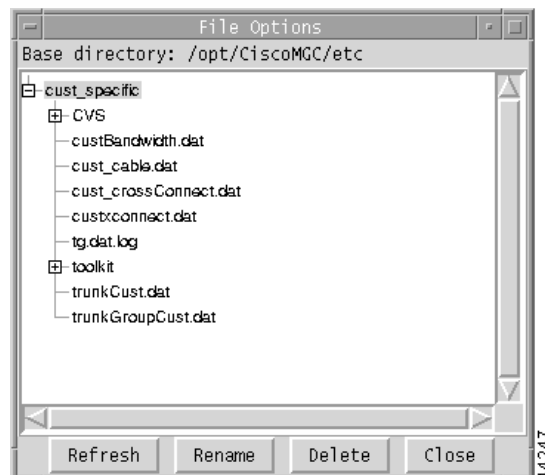 File Options
Base directory: /opt/CiscoMGC/etc
cust_specific
CVS
custBandwidth.dat
cust_cable.dat
cust_crossConnect.dat
custxconnect.dat
tg.dat.log
toolkit
trunkCust.dat
trunkGroupCust.dat
Refresh Rename Delete Close